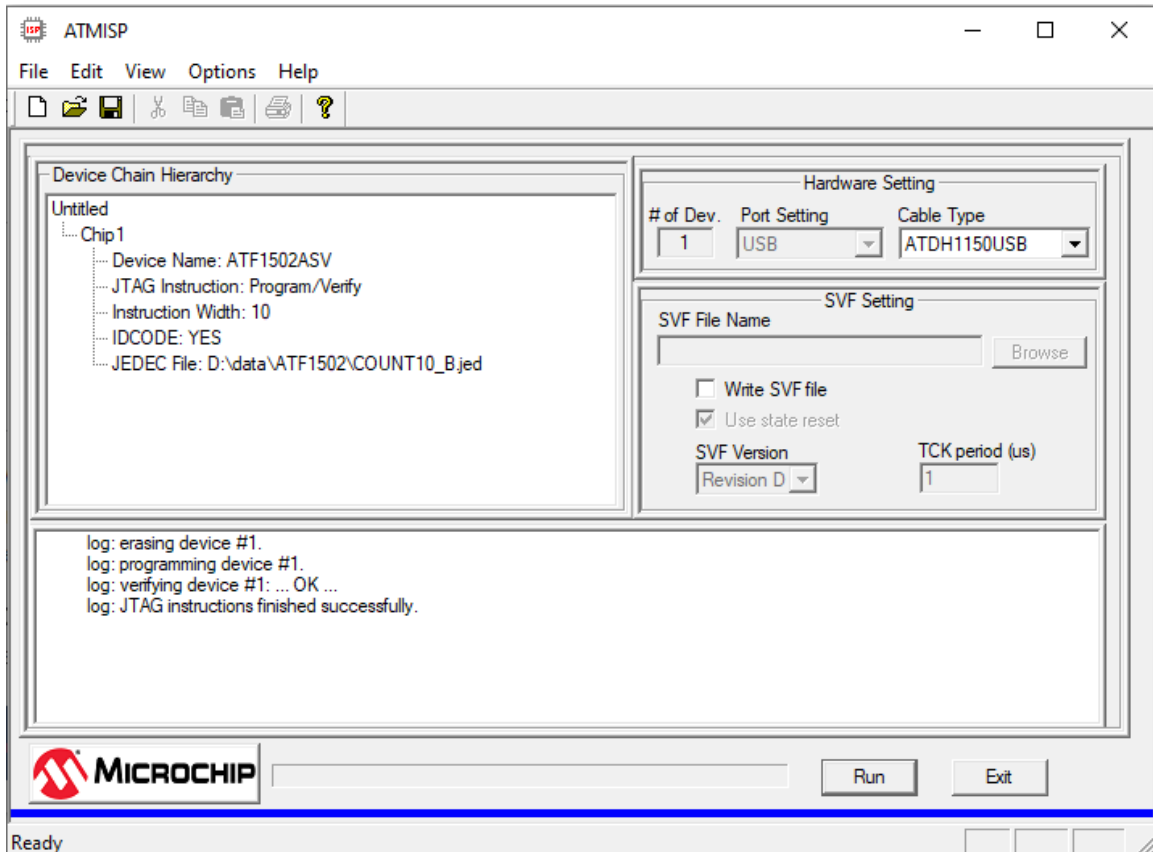 ISP ATMISP
File Edit View Options Help
Device Chain Hierarchy
Untitled
Chip1
Device Name: ATF1502ASV
JTAG Instruction: Program/Verify
Instruction Width: 10
IDCODE: YES
JEDEC File: D:\data\ATF1502\COUNT10_B.jed
Hardware Setting
# of Dev. Port Setting Cable Type
1 USB ATDH1150USB
SVF Setting
SVF File Name
Browse
Write SVF file
Use state reset
SVF Version TCK period (us)
Revision D 1
log: erasing device #1.
log: programming device #1.
log: verifying device #1: ... OK ...
log: JTAG instructions finished successfully.
MICROCHIP Run Exit
Ready